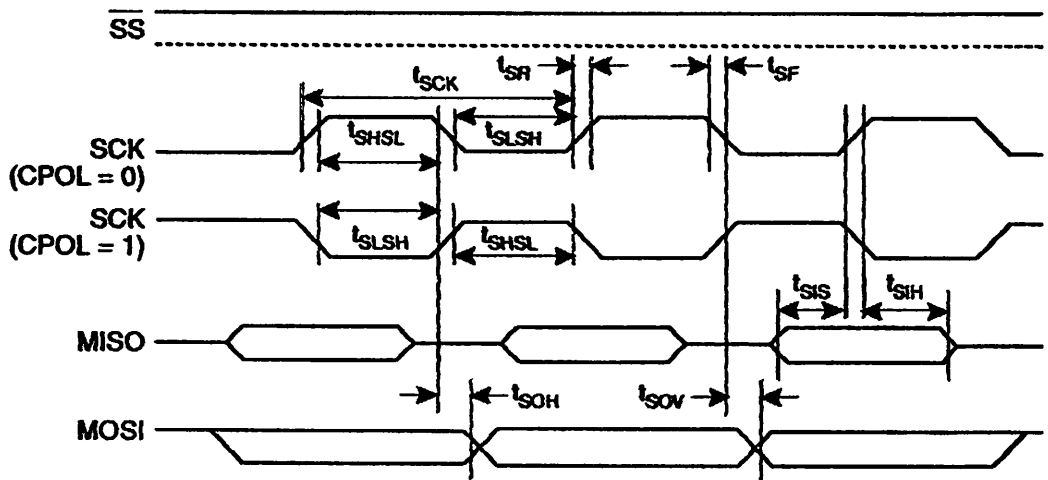 SS
tSR
tSF
tSCK
SCK
(CPOL = 0)
tSHSL
tSLSH
SCK
(CPOL = 1)
tSLSH
tSHSL
tSIS
tSIH
MISO
tSOH
tSOV
MOSI